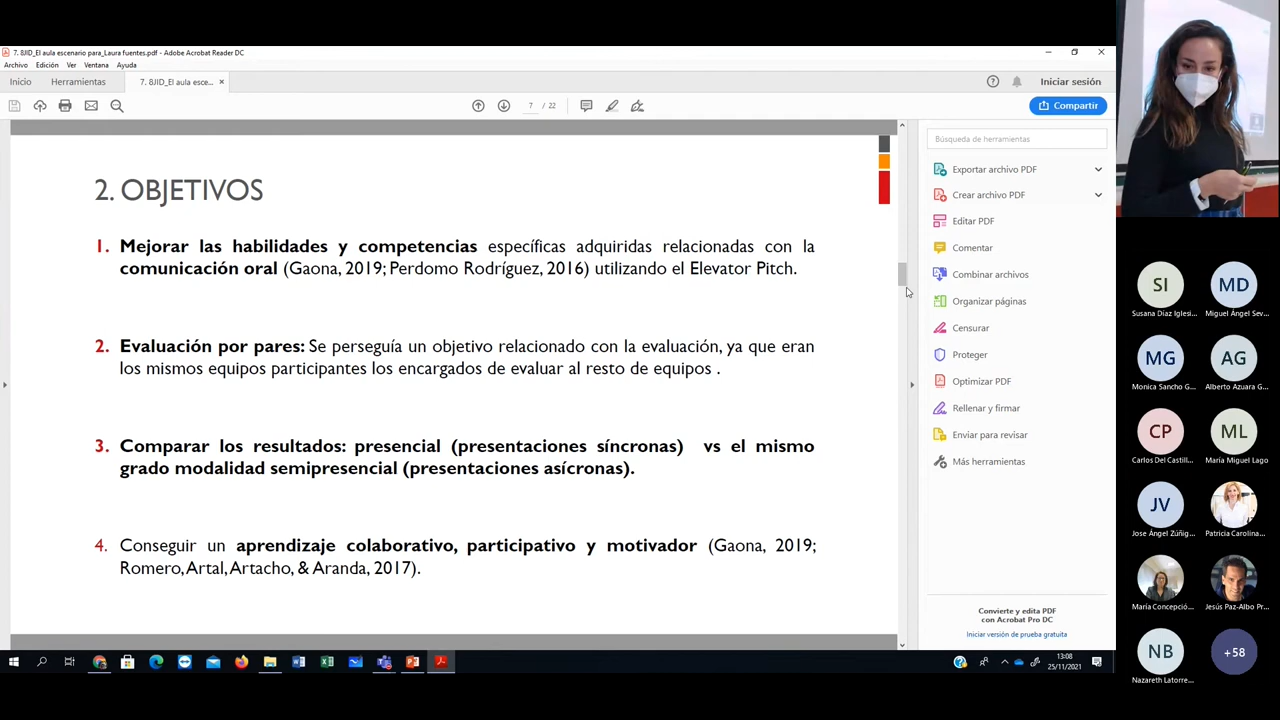 7. 8JID_El aula escenario para_Laura fuentes.pdf - Adobe Acrobat Reader DC
Archivo Edición Ver Ventana Ayuda
Inicio Herramientas 7. 8JID_El aula esce... Iniciar sesión
7 / 22 Compartir
2. OBJETIVOS
1. Mejorar las habilidades y competencias específicas adquiridas relacionadas con la
comunicación oral (Gaona, 2019; Perdomo Rodríguez, 2016) utilizando el Elevator Pitch.
2. Evaluación por pares: Se perseguía un objetivo relacionado con la evaluación, ya que eran
los mismos equipos participantes los encargados de evaluar al resto de equipos .
3. Comparar los resultados: presencial (presentaciones síncronas) vs el mismo
grado modalidad semipresencial (presentaciones asícronas).
4. Conseguir un aprendizaje colaborativo, participativo y motivador (Gaona, 2019;
Romero, Artal, Artacho, & Aranda, 2017).
Búsqueda de herramientas
Exportar archivo PDF
Crear archivo PDF
Editar PDF
Comentar
Combinar archivos
Organizar páginas
Censurar
Proteger
Optimizar PDF
Rellenar y firmar
Enviar para revisar
Más herramientas
Convierte y edita PDF
con Acrobat Pro DC
Iniciar versión de prueba gratuita
13:08
25/11/2021
SI MD
Susana Díaz Iglesi... Miguel Ángel Sev...
MG AG
Monica Sancho G... Alberto Azuara G...
CP ML
Carlos Del Castill... María Miguel Lago
JV
Jose Ángel Zúñig... Patricia Carolina...
María Concepció... Jesús Paz-Albo Pr...
NB +58
Nazareth Latorre...